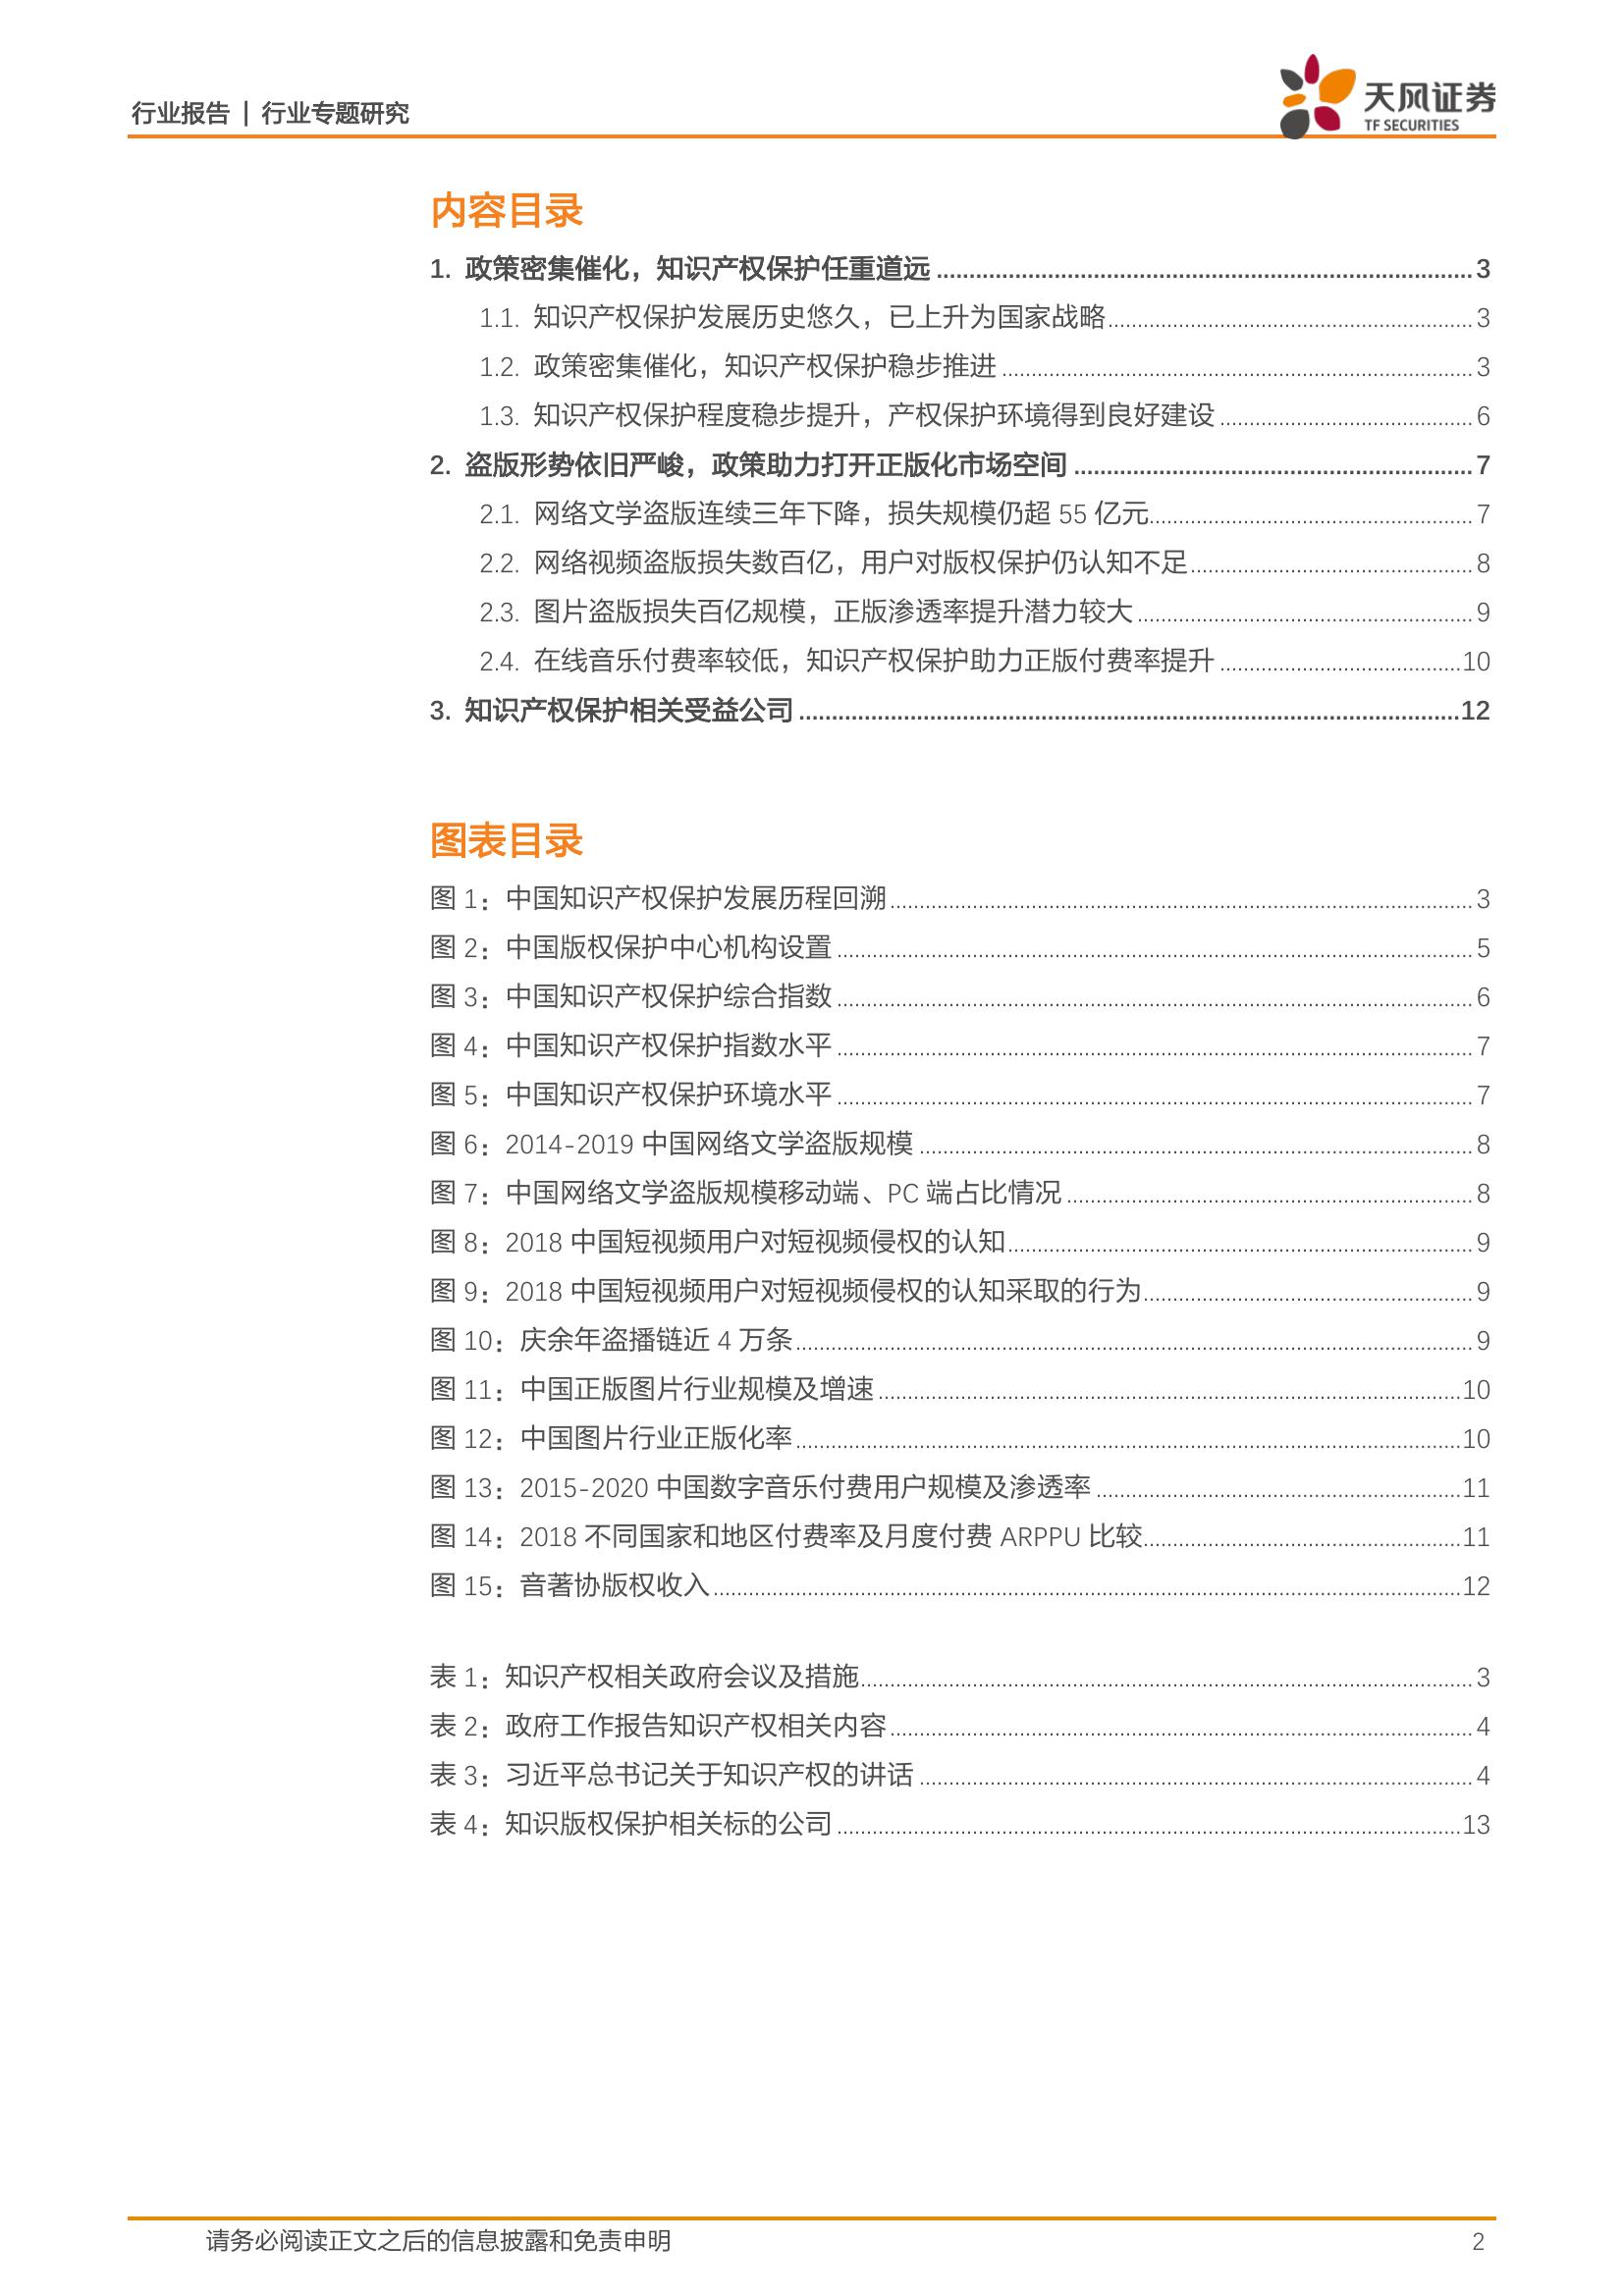 行业报告 | 行业专题研究
天风证券
TF SECURITIES
内容目录
1. 政策密集催化，知识产权保护任重道远 3
1.1. 知识产权保护发展历史悠久，已上升为国家战略 3
1.2. 政策密集催化，知识产权保护稳步推进 3
1.3. 知识产权保护程度稳步提升，产权保护环境得到良好建设 6
2. 盗版形势依旧严峻，政策助力打开正版化市场空间 7
2.1. 网络文学盗版连续三年下降，损失规模仍超 55 亿元 7
2.2. 网络视频盗版损失数百亿，用户对版权保护仍认知不足 8
2.3. 图片盗版损失百亿规模，正版渗透率提升潜力较大 9
2.4. 在线音乐付费率较低，知识产权保护助力正版付费率提升 10
3. 知识产权保护相关受益公司 12
图表目录
图 1：中国知识产权保护发展历程回溯 3
图 2：中国版权保护中心机构设置 5
图 3：中国知识产权保护综合指数 6
图 4：中国知识产权保护指数水平 7
图 5：中国知识产权保护环境水平 7
图 6：2014-2019 中国网络文学盗版规模 8
图 7：中国网络文学盗版规模移动端、PC 端占比情况 8
图 8：2018 中国短视频用户对短视频侵权的认知 9
图 9：2018 中国短视频用户对短视频侵权的认知采取的行为 9
图 10：庆余年盗播链近 4 万条 9
图 11：中国正版图片行业规模及增速 10
图 12：中国图片行业正版化率 10
图 13：2015-2020 中国数字音乐付费用户规模及渗透率 11
图 14：2018 不同国家和地区付费率及月度付费 ARPPU 比较 11
图 15：音著协版权收入 12
表 1：知识产权相关政府会议及措施 3
表 2：政府工作报告知识产权相关内容 4
表 3：习近平总书记关于知识产权的讲话 4
表 4：知识版权保护相关标的公司 13
请务必阅读正文之后的信息披露和免责申明 2